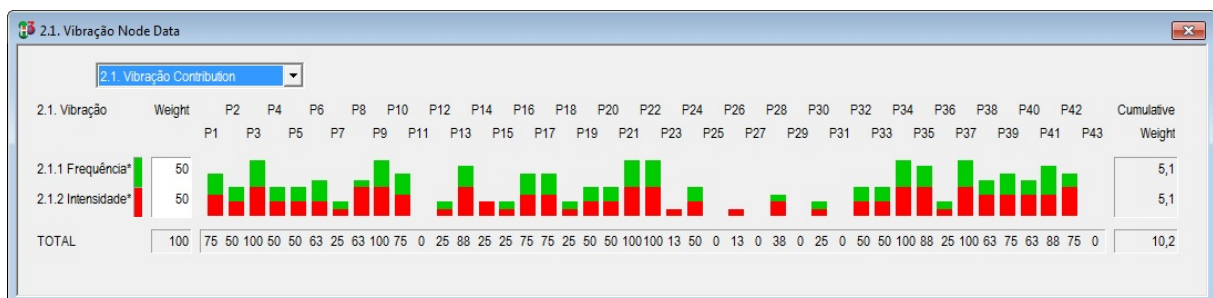 2.1. Vibração Node Data
2.1. Vibração Contribution
2.1. Vibração Weight P2 P4 P6 P8 P10 P12 P14 P16 P18 P20 P22 P24 P26 P28 P30 P32 P34 P36 P38 P40 P42 Cumulative
P1 P3 P5 P7 P9 P11 P13 P15 P17 P19 P21 P23 P25 P27 P29 P31 P33 P35 P37 P39 P41 P43 Weight
2.1.1 Frequência* 50 5,1
2.1.2 Intensidade* 50 5,1
TOTAL 100 75 50 100 50 50 63 25 63 100 75 0 25 88 25 25 75 75 25 50 50 100 100 13 50 0 13 0 38 0 25 0 50 50 100 88 25 100 63 75 63 88 75 0 10,2